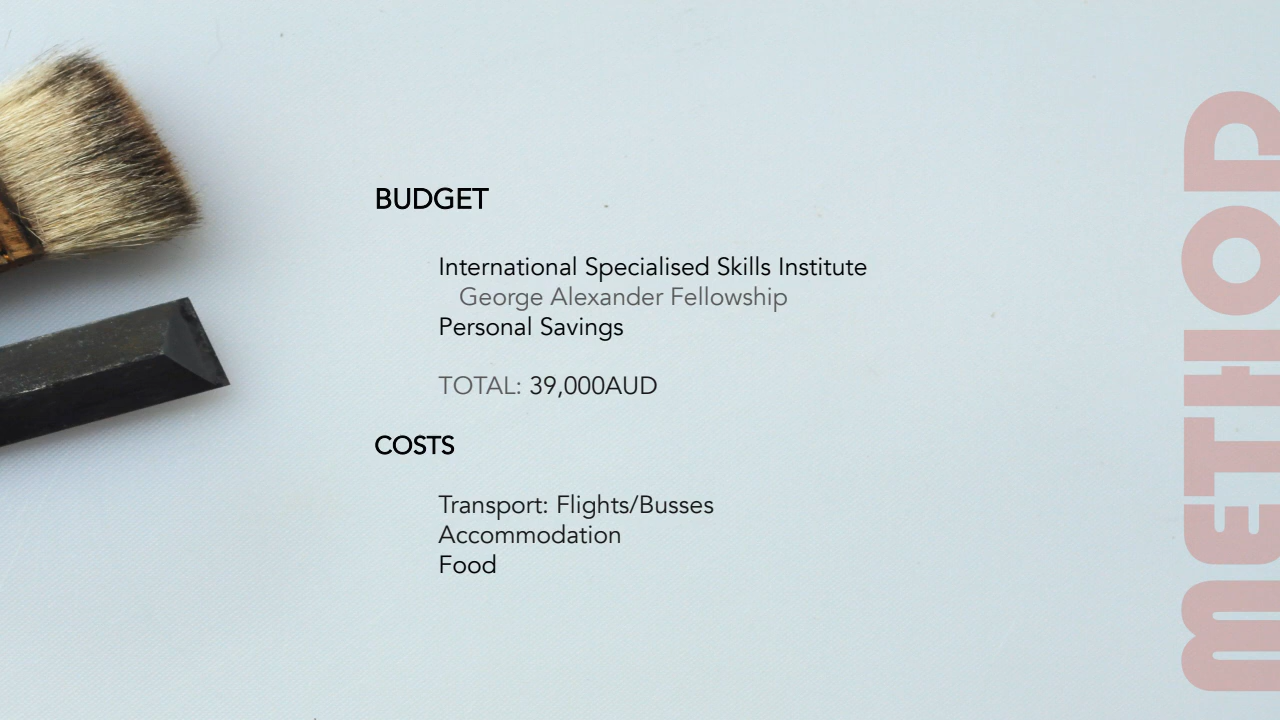 BUDGET
International Specialised Skills Institute
George Alexander Fellowship
Personal Savings
TOTAL: 39,000AUD
COSTS
Transport: Flights/Busses
Accommodation
Food
METHOD